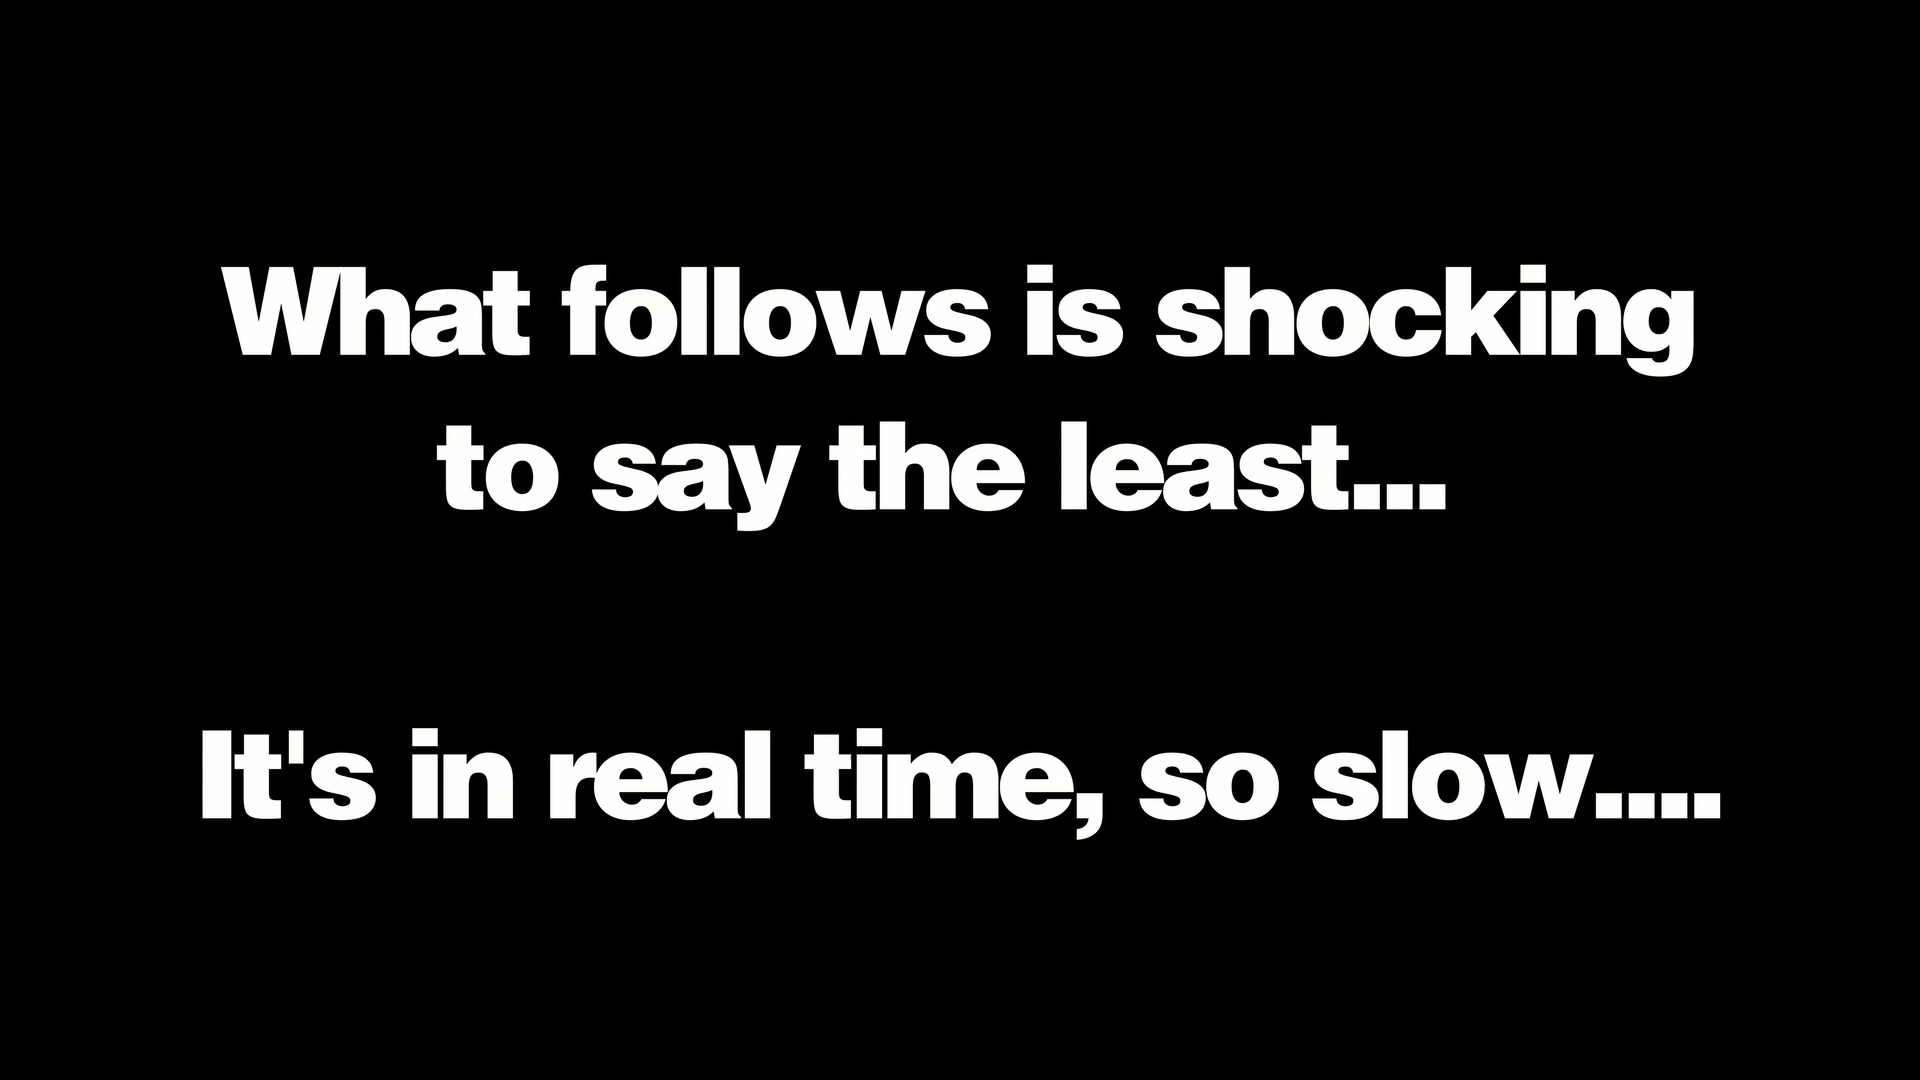 What follows is shocking
to say the least...
It's in real time, so slow....